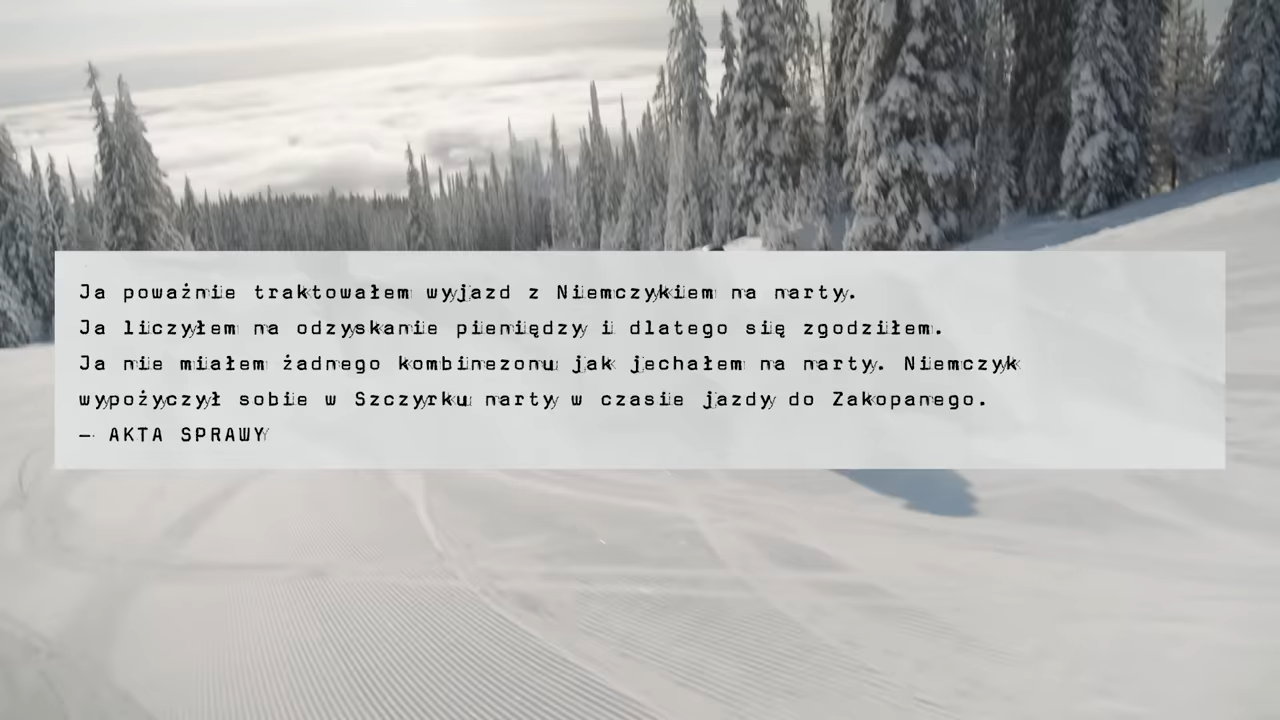 Ja poważnie traktowałem wyjazd z Niemczykiem na narty.
Ja liczyłem na odzyskanie pieniędzy i dlatego się zgodziłem.
Ja nie miałem żadnego kombinezonu jak jechałem na narty. Niemczyk
wypożyczył sobie w Szczyrku narty w czasie jazdy do Zakopanego.
— AKTA SPRAWY